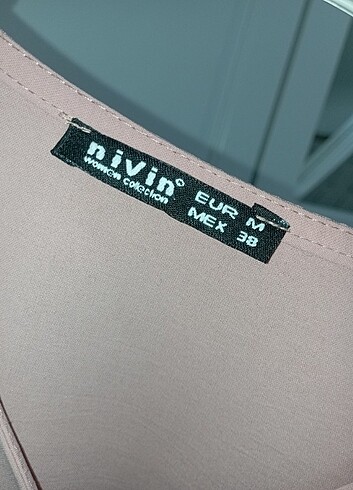 nivin
women collection
EUR M
MEX 38